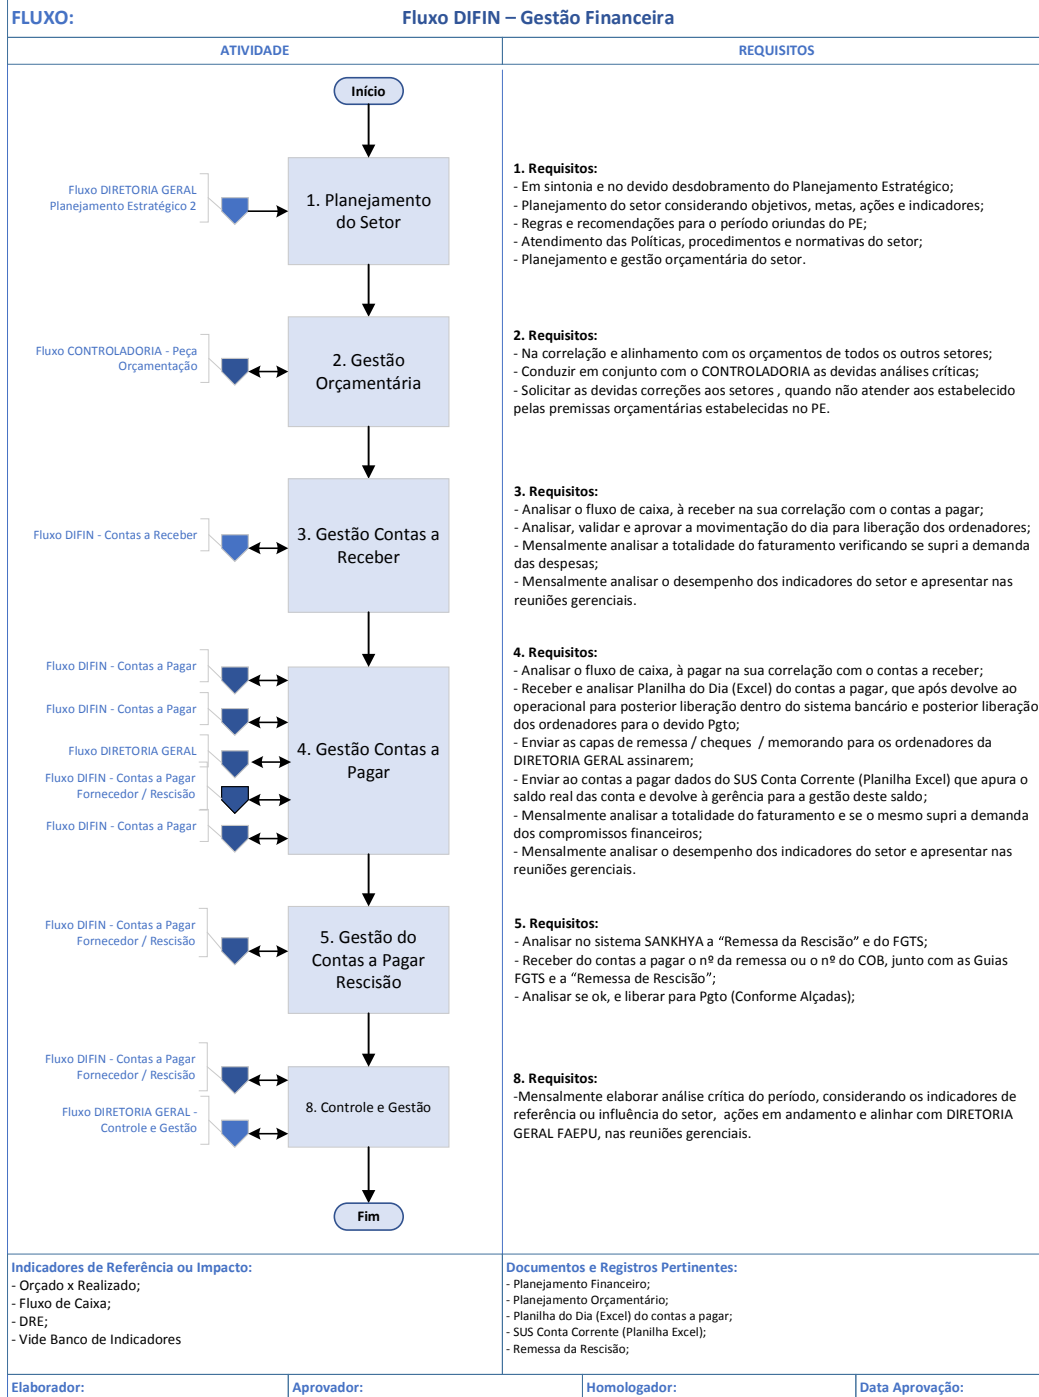 FLUXO:
Fluxo DIFIN – Gestão Financeira
ATIVIDADE
REQUISITOS
Início
Fluxo DIRETORIA GERAL
Planejamento Estratégico 2
1. Planejamento
do Setor
1. Requisitos:
- Em sintonia e no devido desdobramento do Planejamento Estratégico;
- Planejamento do setor considerando objetivos, metas, ações e indicadores;
- Regras e recomendações para o período oriundas do PE;
- Atendimento das Políticas, procedimentos e normativas do setor;
- Planejamento e gestão orçamentária do setor.
Fluxo CONTROLADORIA - Peça
Orçamentação
2. Gestão
Orçamentária
2. Requisitos:
- Na correlação e alinhamento com os orçamentos de todos os outros setores;
- Conduzir em conjunto com o CONTROLADORIA as devidas análises críticas;
- Solicitar as devidas correções aos setores , quando não atender aos estabelecido
pelas premissas orçamentárias estabelecidas no PE.
Fluxo DIFIN - Contas a Receber
3. Gestão Contas a
Receber
3. Requisitos:
- Analisar o fluxo de caixa, à receber na sua correlação com o contas a pagar;
- Analisar, validar e aprovar a movimentação do dia para liberação dos ordenadores;
- Mensalmente analisar a totalidade do faturamento verificando se supri a demanda
das despesas;
- Mensalmente analisar o desempenho dos indicadores do setor e apresentar nas
reuniões gerenciais.
Fluxo DIFIN - Contas a Pagar
Fluxo DIFIN - Contas a Pagar
Fluxo DIRETORIA GERAL
Fluxo DIFIN - Contas a Pagar
Fornecedor / Rescisão
Fluxo DIFIN - Contas a Pagar
4. Gestão Contas a
Pagar
4. Requisitos:
- Analisar o fluxo de caixa, à pagar na sua correlação com o contas a receber;
- Receber e analisar Planilha do Dia (Excel) do contas a pagar, que após devolve ao
operacional para posterior liberação dentro do sistema bancário e posterior liberação
dos ordenadores para o devido Pgto;
- Enviar as capas de remessa / cheques / memorando para os ordenadores da
DIRETORIA GERAL assinarem;
- Enviar ao contas a pagar dados do SUS Conta Corrente (Planilha Excel) que apura o
saldo real das conta e devolve à gerência para a gestão deste saldo;
- Mensalmente analisar a totalidade do faturamento e se o mesmo supri a demanda
dos compromissos financeiros;
- Mensalmente analisar o desempenho dos indicadores do setor e apresentar nas
reuniões gerenciais.
Fluxo DIFIN - Contas a Pagar
Fornecedor / Rescisão
5. Gestão do
Contas a Pagar
Rescisão
5. Requisitos:
- Analisar no sistema SANKHYA a “Remessa da Rescisão” e do FGTS;
- Receber do contas a pagar o nº da remessa ou o nº do COB, junto com as Guias
FGTS e a “Remessa de Rescisão”;
- Analisar se ok, e liberar para Pgto (Conforme Alçadas);
Fluxo DIFIN - Contas a Pagar
Fornecedor / Rescisão
Fluxo DIRETORIA GERAL -
Controle e Gestão
8. Controle e Gestão
8. Requisitos:
-Mensalmente elaborar análise crítica do período, considerando os indicadores de
referência ou influência do setor, ações em andamento e alinhar com DIRETORIA
GERAL FAEPU, nas reuniões gerenciais.
Fim
Indicadores de Referência ou Impacto:
- Orçado x Realizado;
- Fluxo de Caixa;
- DRE;
- Vide Banco de Indicadores
Documentos e Registros Pertinentes:
- Planejamento Financeiro;
- Planejamento Orçamentário;
- Planilha do Dia (Excel) do contas a pagar;
- SUS Conta Corrente (Planilha Excel);
- Remessa da Rescisão;
Elaborador:
Aprovador:
Homologador:
Data Aprovação: